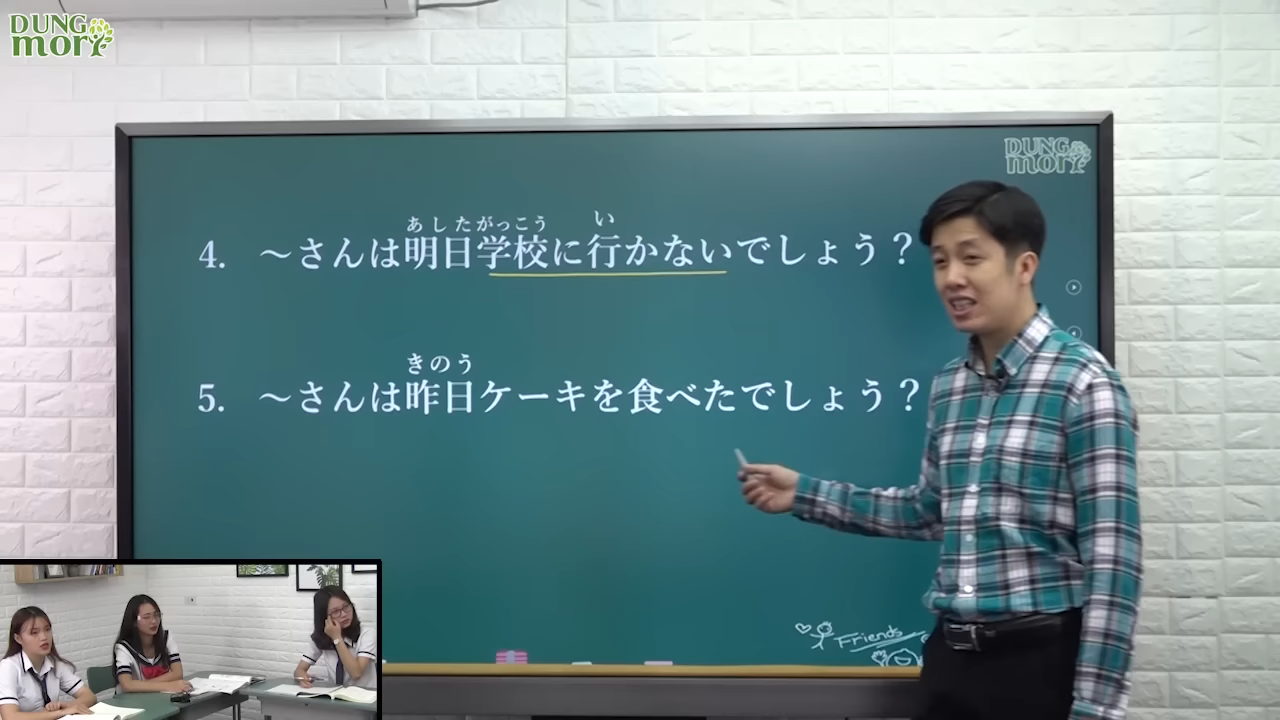 DUNG
mori
DUNG
mori
あしたがっこう い
4. ～さんは明日学校に行かないでしょう？
きのう
5. ～さんは昨日ケーキを食べたでしょう？
Friends